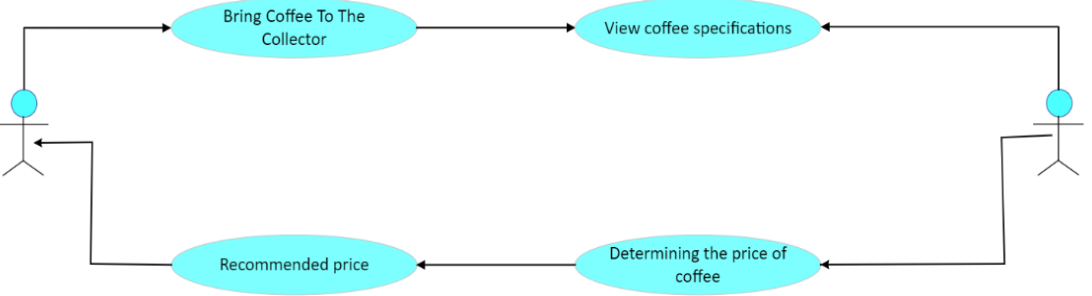 Bring Coffee To The
Collector
View coffee specifications
Recommended price
Determining the price of
coffee